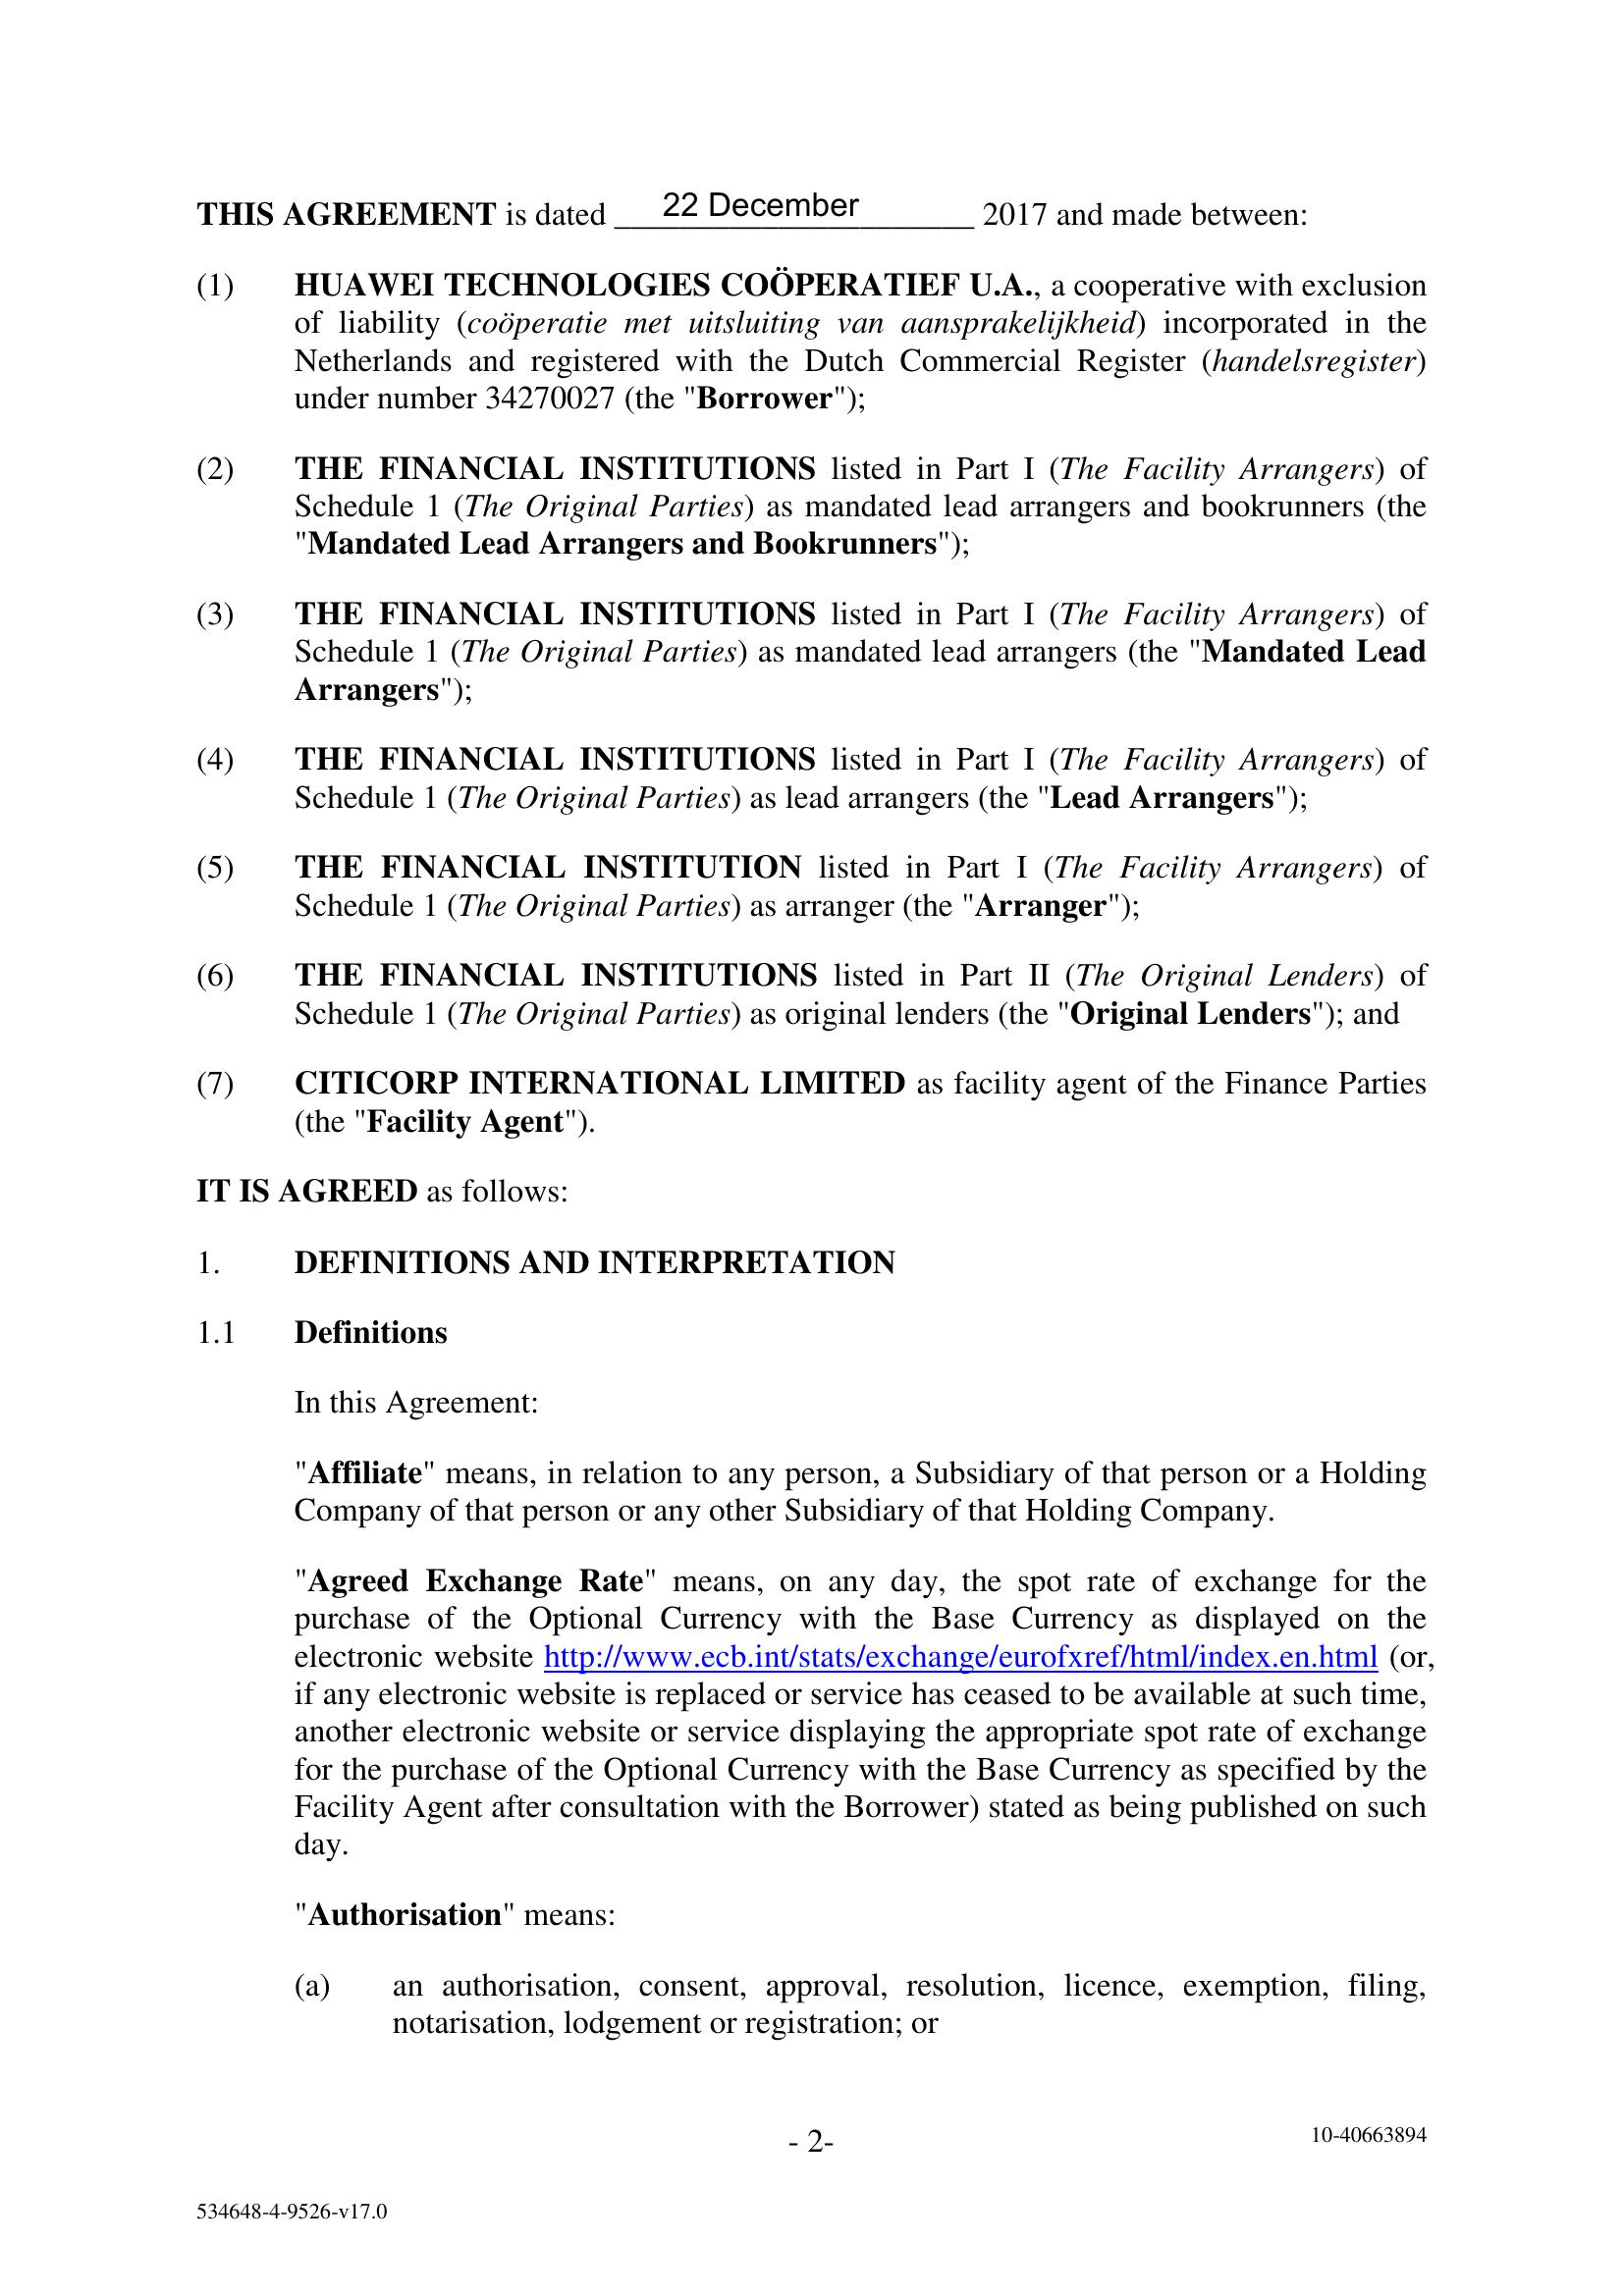 THIS AGREEMENT is dated 22 December 2017 and made between:
(1) HUAWEI TECHNOLOGIES COÖPERATIEF U.A., a cooperative with exclusion
of liability (coöperatie met uitsluiting van aansprakelijkheid) incorporated in the
Netherlands and registered with the Dutch Commercial Register (handelsregister)
under number 34270027 (the "Borrower");
(2) THE FINANCIAL INSTITUTIONS listed in Part I (The Facility Arrangers) of
Schedule 1 (The Original Parties) as mandated lead arrangers and bookrunners (the
"Mandated Lead Arrangers and Bookrunners");
(3) THE FINANCIAL INSTITUTIONS listed in Part I (The Facility Arrangers) of
Schedule 1 (The Original Parties) as mandated lead arrangers (the "Mandated Lead
Arrangers");
(4) THE FINANCIAL INSTITUTIONS listed in Part I (The Facility Arrangers) of
Schedule 1 (The Original Parties) as lead arrangers (the "Lead Arrangers");
(5) THE FINANCIAL INSTITUTION listed in Part I (The Facility Arrangers) of
Schedule 1 (The Original Parties) as arranger (the "Arranger");
(6) THE FINANCIAL INSTITUTIONS listed in Part II (The Original Lenders) of
Schedule 1 (The Original Parties) as original lenders (the "Original Lenders"); and
(7) CITICORP INTERNATIONAL LIMITED as facility agent of the Finance Parties
(the "Facility Agent").
IT IS AGREED as follows:
1. DEFINITIONS AND INTERPRETATION
1.1 Definitions
In this Agreement:
"Affiliate" means, in relation to any person, a Subsidiary of that person or a Holding
Company of that person or any other Subsidiary of that Holding Company.
"Agreed Exchange Rate" means, on any day, the spot rate of exchange for the
purchase of the Optional Currency with the Base Currency as displayed on the
electronic website http://www.ecb.int/stats/exchange/eurofxref/html/index.en.html (or,
if any electronic website is replaced or service has ceased to be available at such time,
another electronic website or service displaying the appropriate spot rate of exchange
for the purchase of the Optional Currency with the Base Currency as specified by the
Facility Agent after consultation with the Borrower) stated as being published on such
day.
"Authorisation" means:
(a) an authorisation, consent, approval, resolution, licence, exemption, filing,
notarisation, lodgement or registration; or
- 2-
10-40663894
534648-4-9526-v17.0